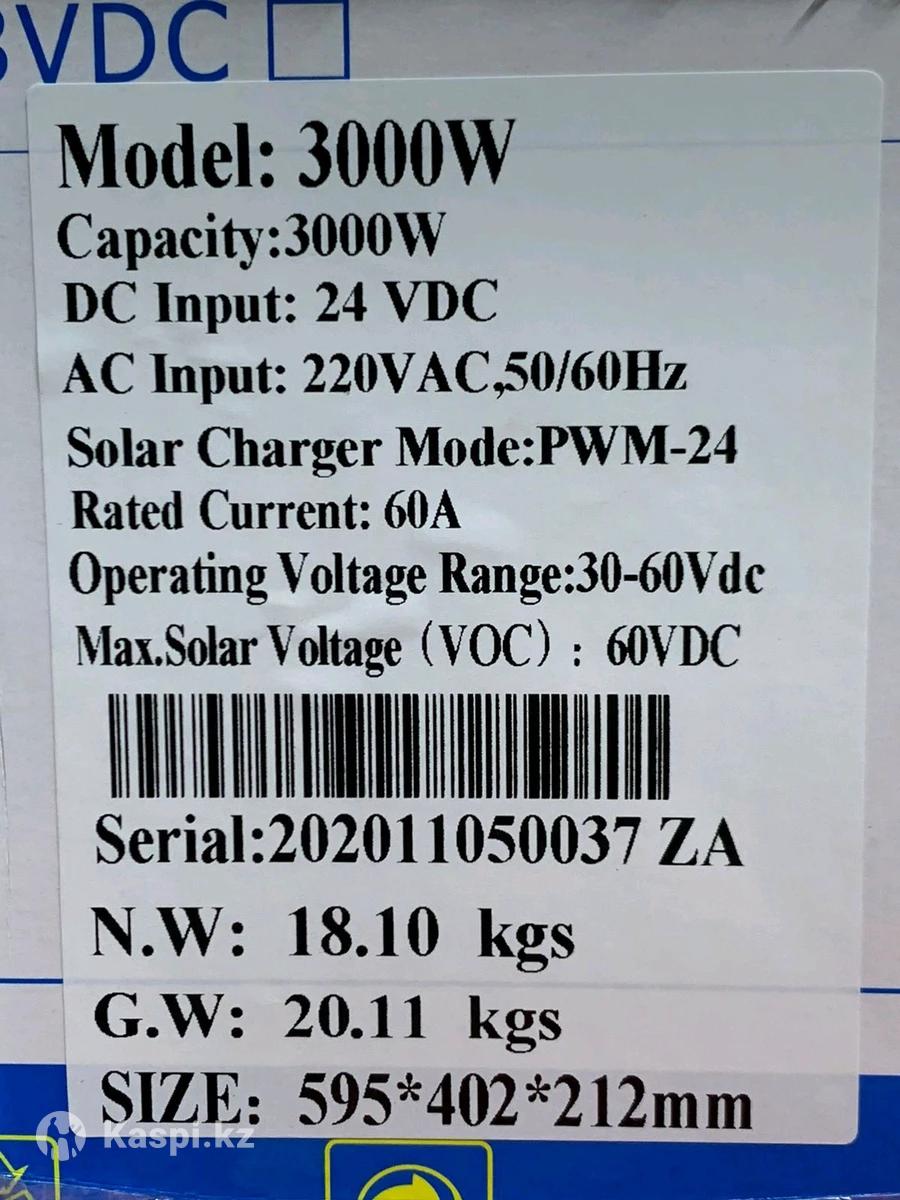 VDC
Model: 3000W
Capacity:3000W
DC Input: 24 VDC
AC Input: 220VAC,50/60Hz
Solar Charger Mode:PWM-24
Rated Current: 60A
Operating Voltage Range:30-60Vdc
Max.Solar Voltage (VOC) : 60VDC
Serial:202011050037 ZA
N.W: 18.10 kgs
G.W: 20.11 kgs
SIZE: 595*402*212mm
Kaspi.kz